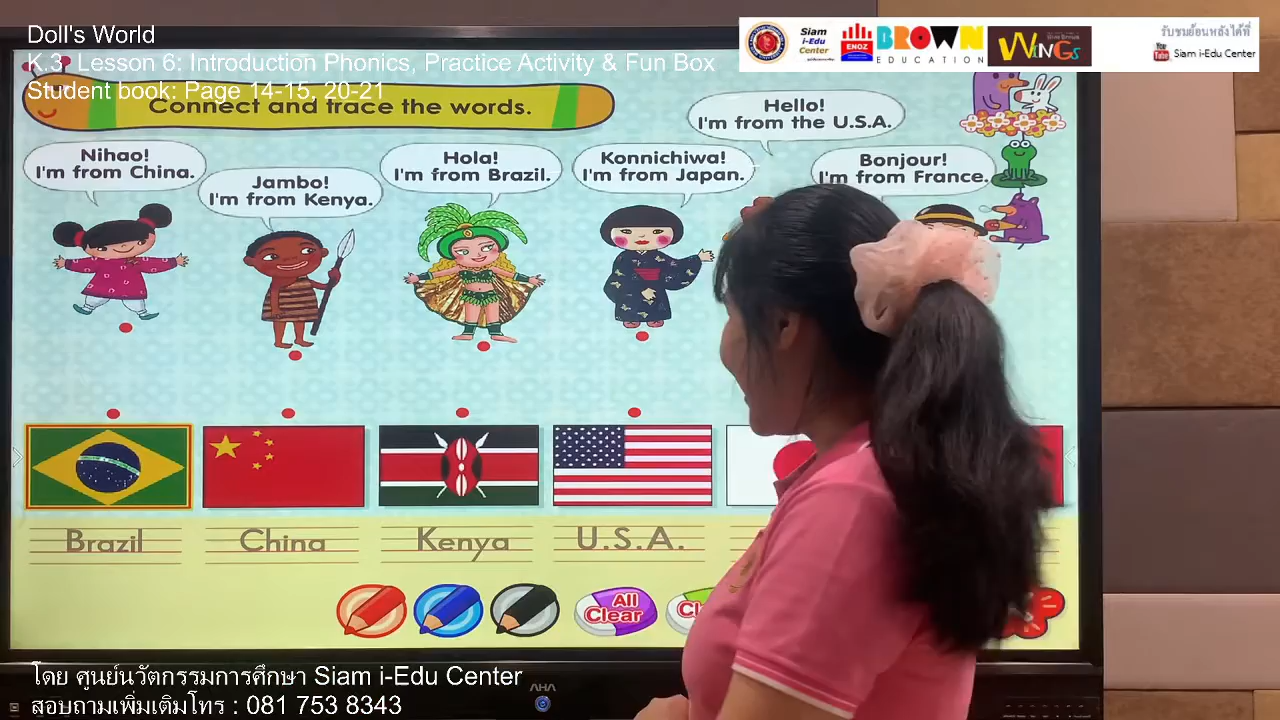 Doll's World
K.3 Lesson 6: Introduction Phonics, Practice Activity & Fun Box
Student book: Page 14-15, 20-21
Connect and trace the words.
Siam
i-Edu
Center
ENOZ
BROWN
EDUCATION
WINGS
รับชมย้อนหลังได้ที่
You
Tube
Siam i-Edu Center
Hello!
I'm from the U.S.A.
Nihao!
I'm from China.
Jambo!
I'm from Kenya.
Hola!
I'm from Brazil.
Konnichiwa!
I'm from Japan.
Bonjour!
I'm from France.
Brazil
China
Kenya
U.S.A.
All
Clear
โดย ศูนย์นวัตกรรมการศึกษา Siam i-Edu Center
สอบถามเพิ่มเติมโทร : 081 753 8343
AHA